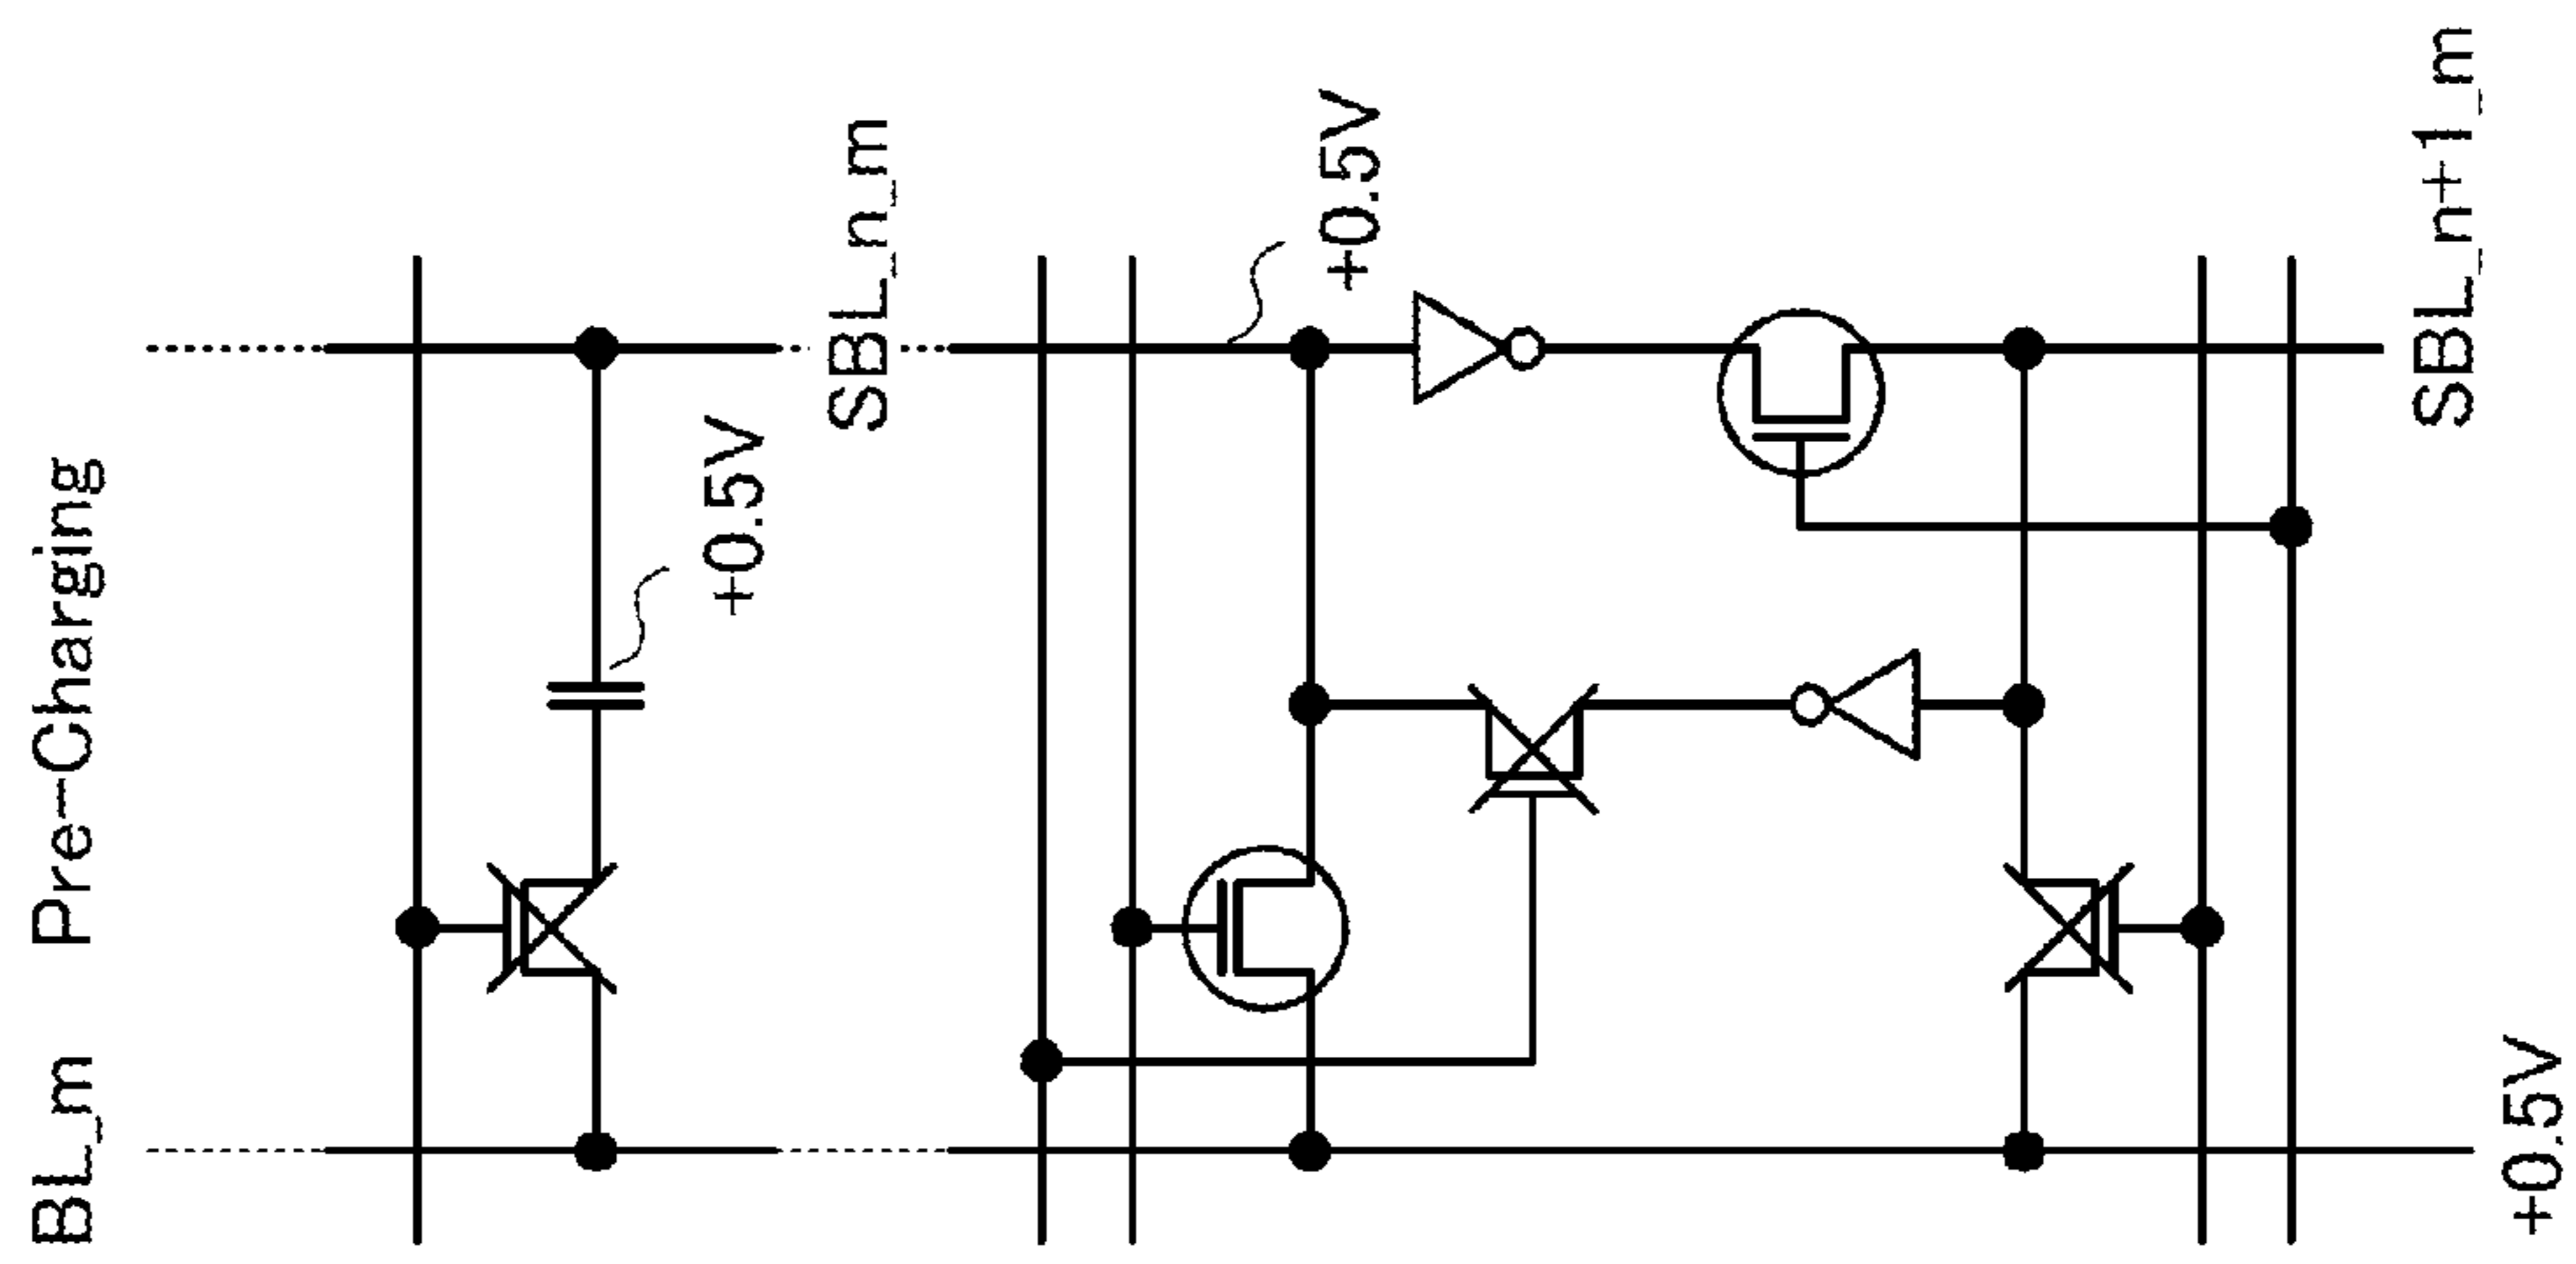 BL_m Pre-Charging
+0.5V
SBL_n_m
+0.5V
SBL_n+1_m
+0.5V